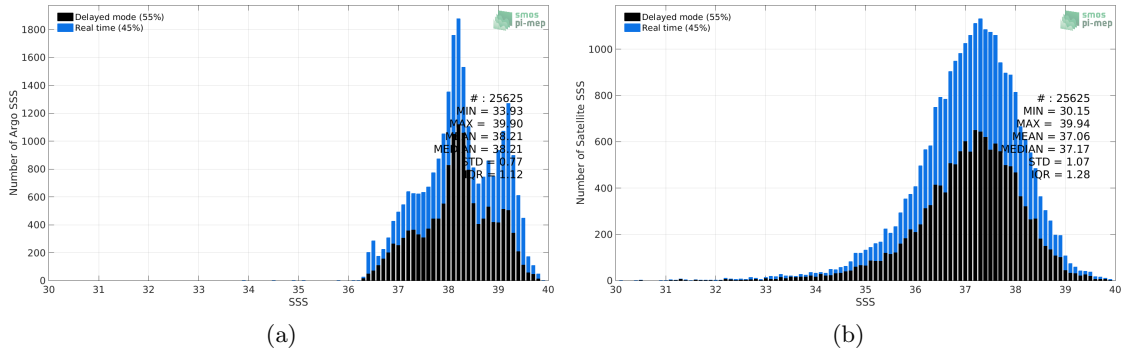 Delayed mode (55%)
Real time (45%)
smos
pi-mep
Number of Argo SSS
1800
1600
1400
1200
1000
800
600
400
200
0
# : 25625
MIN = 33.93
MAX = 39.90
MEAN = 38.21
MEDIAN = 38.21
STD = 0.77
IQR = 1.12
30 31 32 33 34 35 36 37 38 39 40
SSS
(a)
Delayed mode (55%)
Real time (45%)
smos
pi-mep
Number of Satellite SSS
1000
800
600
400
200
0
# : 25625
MIN = 30.15
MAX = 39.94
MEAN = 37.06
MEDIAN = 37.17
STD = 1.07
IQR = 1.28
30 31 32 33 34 35 36 37 38 39 40
SSS
(b)